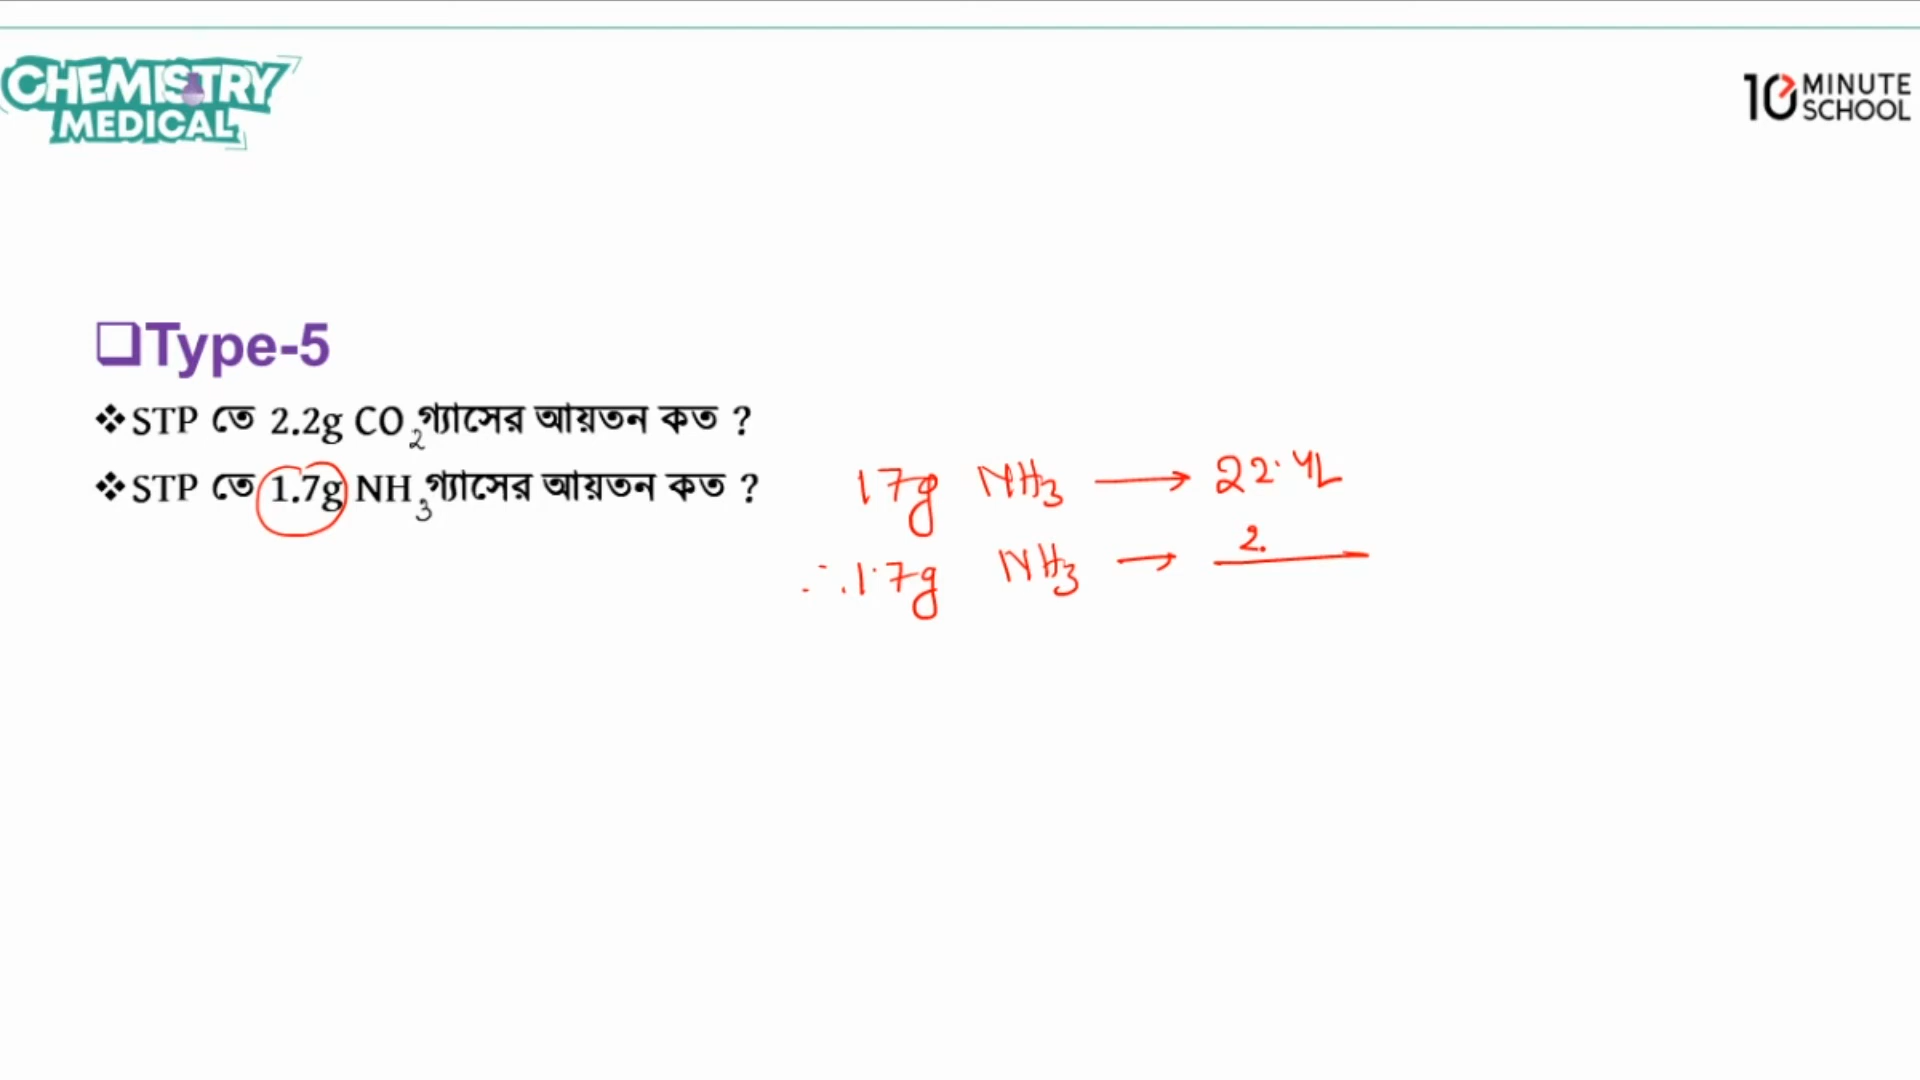 CHEMISTRY
MEDICAL
10 MINUTE
SCHOOL
❑Type-5
❖STP তে 2.2g CO2 গ্যাসের আয়তন কত ?
❖STP তে 1.7g NH3 গ্যাসের আয়তন কত ?
17g NH3 ⟶ 22.4L
∴ 1.7g NH3 → 2.